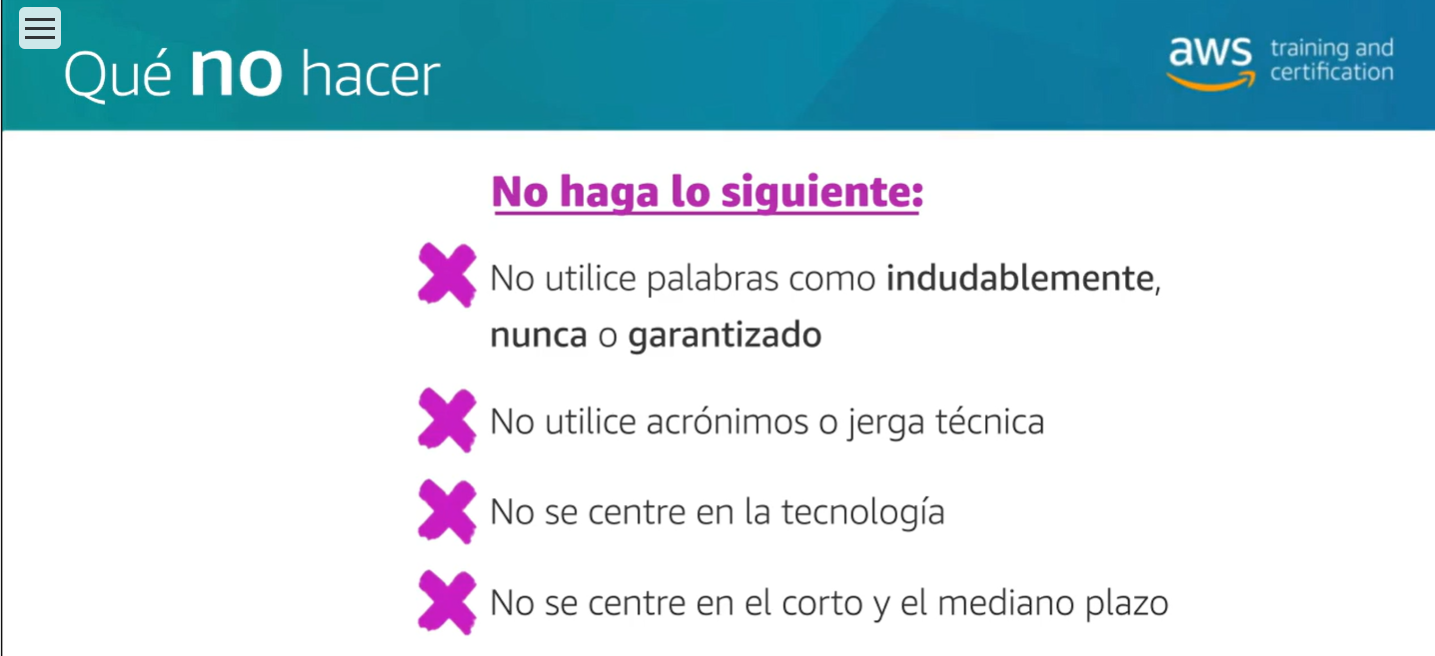 Qué no hacer
aws training and
certification
No haga lo siguiente:
No utilice palabras como indudablemente,
nunca o garantizado
No utilice acrónimos o jerga técnica
No se centre en la tecnología
No se centre en el corto y el mediano plazo